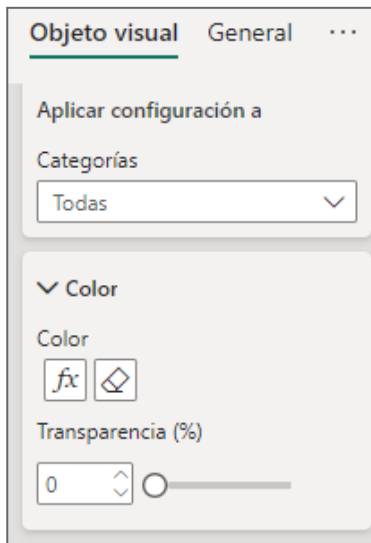 Objeto visual General ...
Aplicar configuración a
Categorías
Todas
Color
Color
fx
Transparencia (%)
0